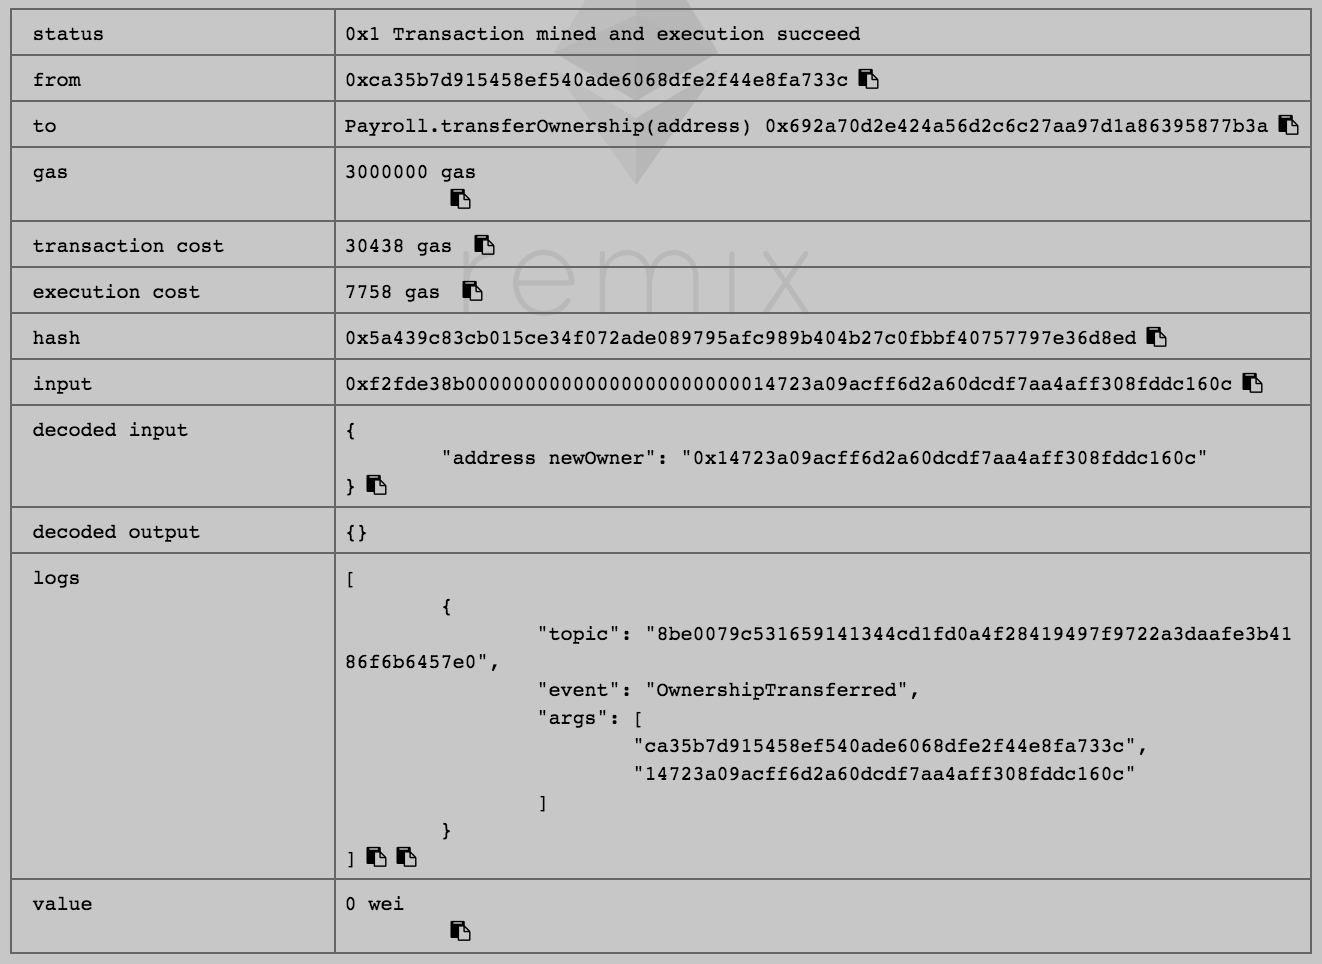 status 0x1 Transaction mined and execution succeed
from 0xca35b7d915458ef540ade6068dfe2f44e8fa733c
to Payroll.transferOwnership(address) 0x692a70d2e424a56d2c6c27aa97d1a86395877b3a
gas 3000000 gas
transaction cost 30438 gas
remix
execution cost 7758 gas
hash 0x5a439c83cb015ce34f072ade089795afc989b404b27c0fbbf40757797e36d8ed
input 0xf2fde38b00000000000000000000000014723a09acff6d2a60dcdf7aa4aff308fddc160c
decoded input {
"address newOwner": "0x14723a09acff6d2a60dcdf7aa4aff308fddc160c"
}
decoded output {}
logs [
{
"topic": "8be0079c531659141344cd1fd0a4f28419497f9722a3daafe3b41
86f6b6457e0",
"event": "OwnershipTransferred",
"args": [
"ca35b7d915458ef540ade6068dfe2f44e8fa733c",
"14723a09acff6d2a60dcdf7aa4aff308fddc160c"
]
}
]
value 0 wei